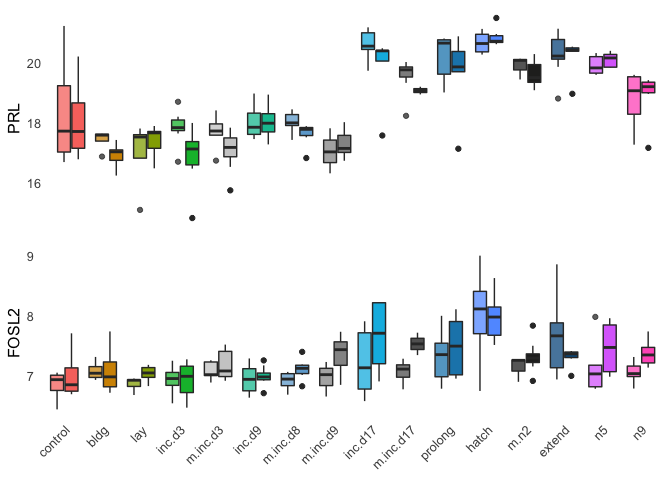 PRL
20
18
16
FOSL2
9
8
7
control
bldg
lay
inc.d3
m.inc.d3
inc.d9
m.inc.d8
m.inc.d9
inc.d17
m.inc.d17
prolong
hatch
m.n2
extend
n5
n9